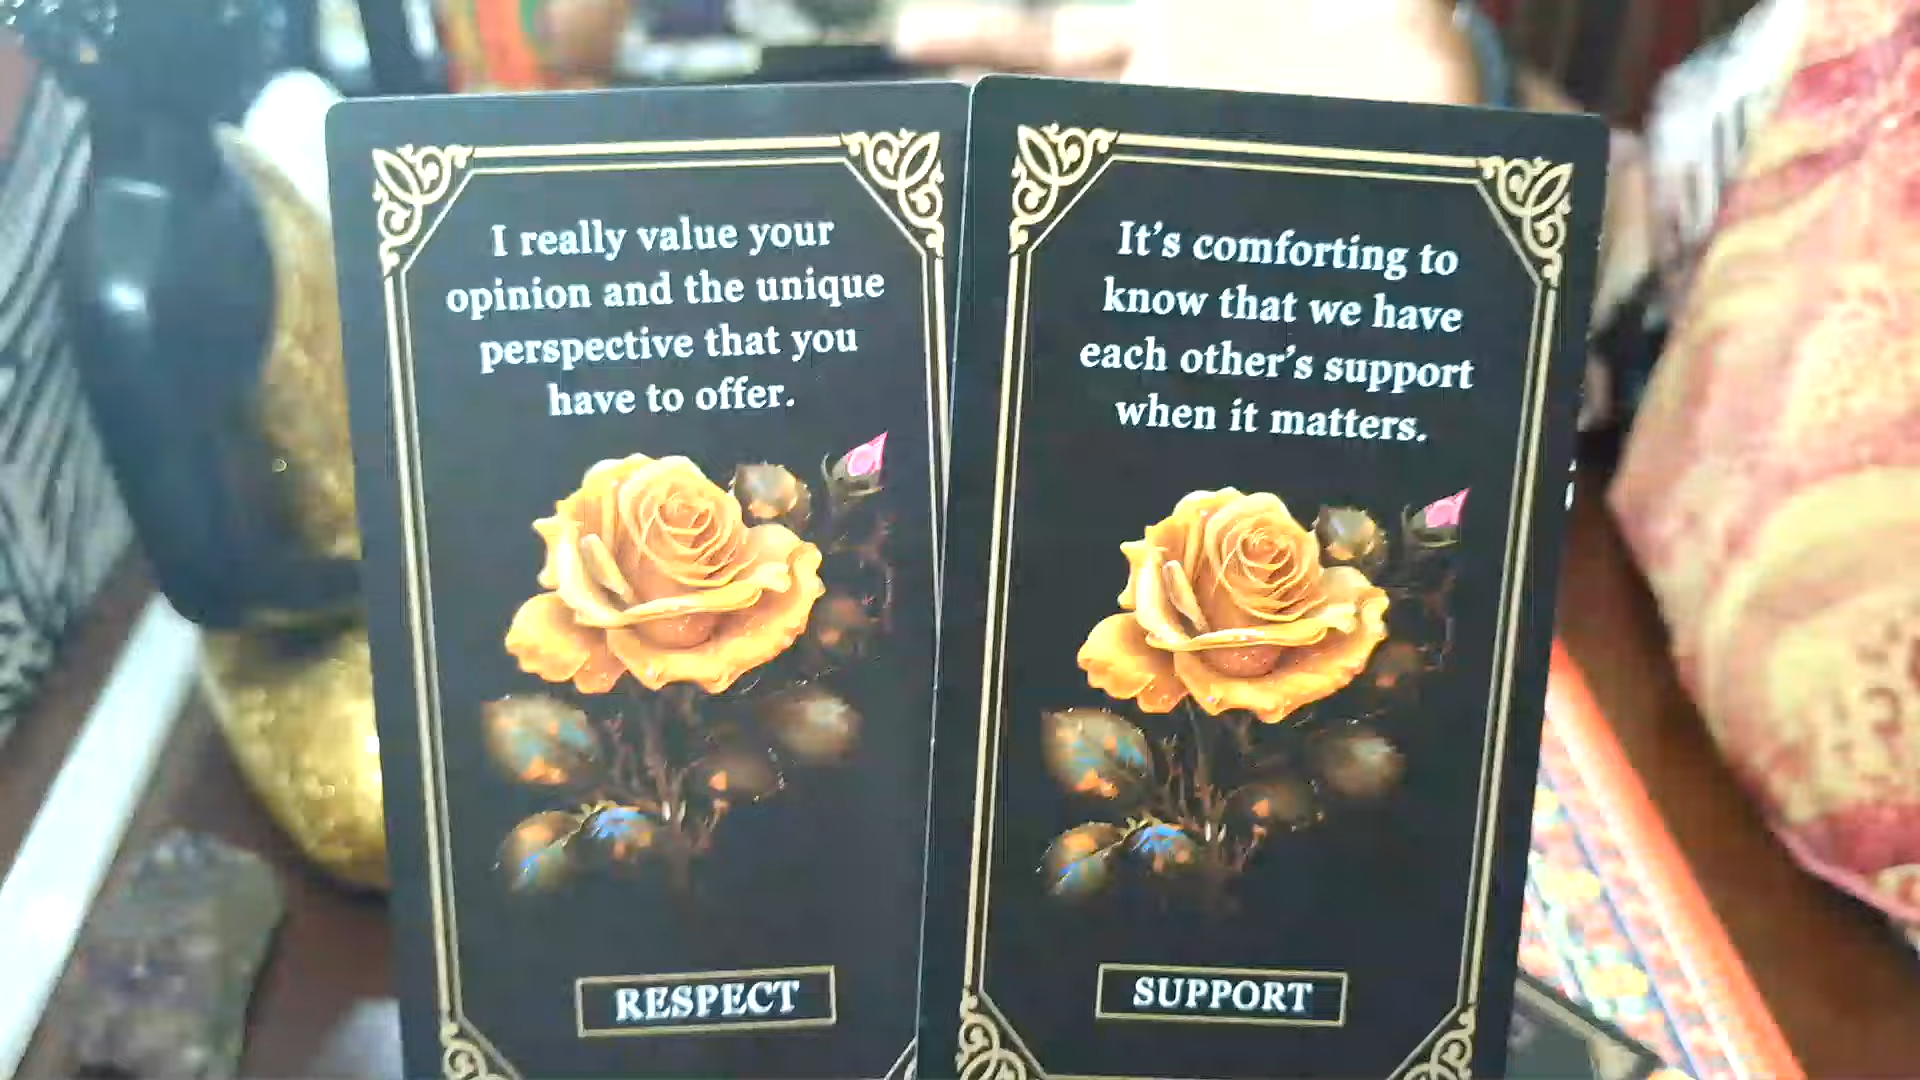 I really value your
opinion and the unique
perspective that you
have to offer.
RESPECT
It's comforting to
know that we have
each other's support
when it matters.
SUPPORT